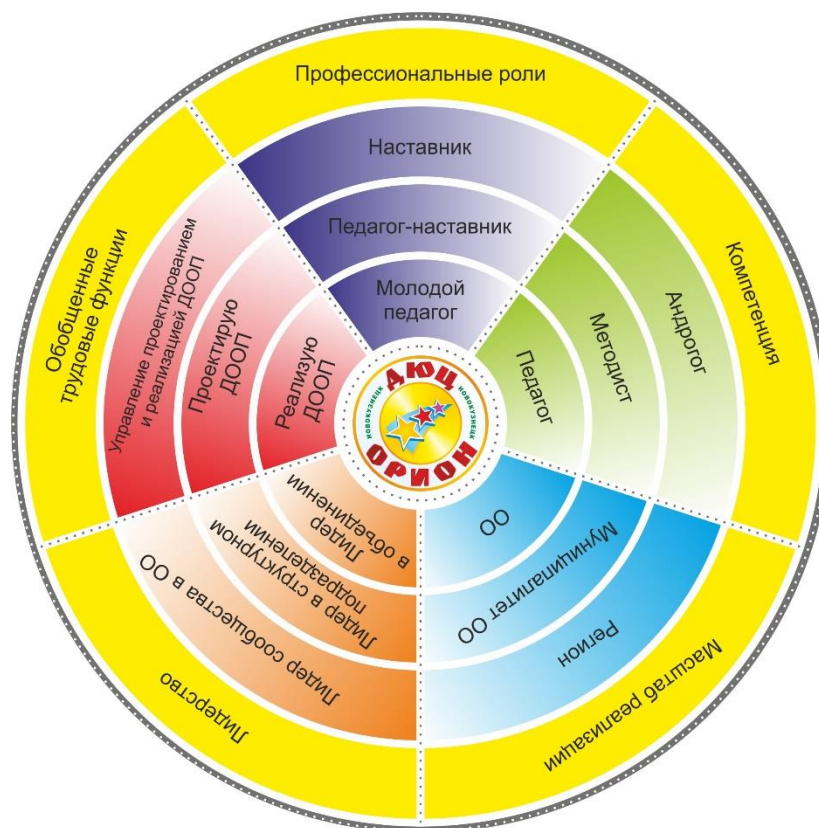 Профессиональные роли
Наставник
Педагог-наставник
Молодой
педагог
Компетенция
Андрогог
Методист
Педагог
Масштаб реализации
Регион
Муниципалитет ОО
ОО
Лидерство
Лидер сообщества в ОО
Лидер в структурном
подразделении
Лидер
в объединении
Обобщенные
трудовые функции
Управление проектированием
и реализацией ДООП
Проектирую
ДООП
Реализую
ДООП
ДЮЦ
НОВОКУЗНЕЦК
НОВОКУЗНЕЦК
ОРИОН